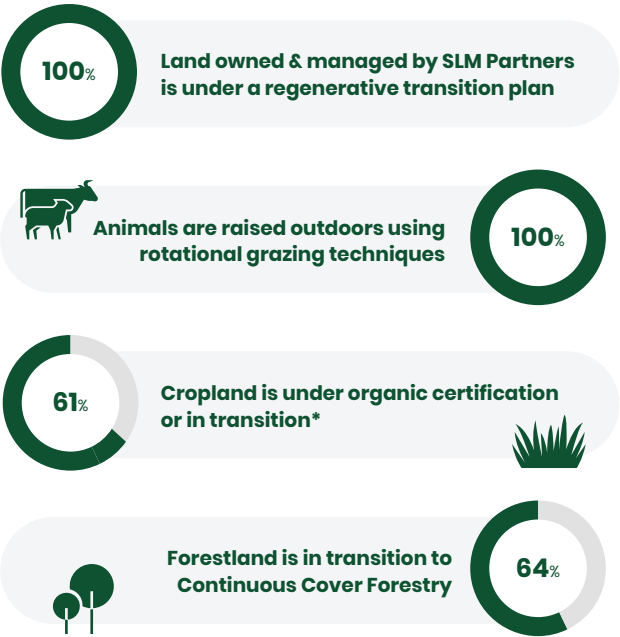 100%
Land owned & managed by SLM Partners
is under a regenerative transition plan
Animals are raised outdoors using
rotational grazing techniques
100%
61%
Cropland is under organic certification
or in transition*
Forestland is in transition to
Continuous Cover Forestry
64%